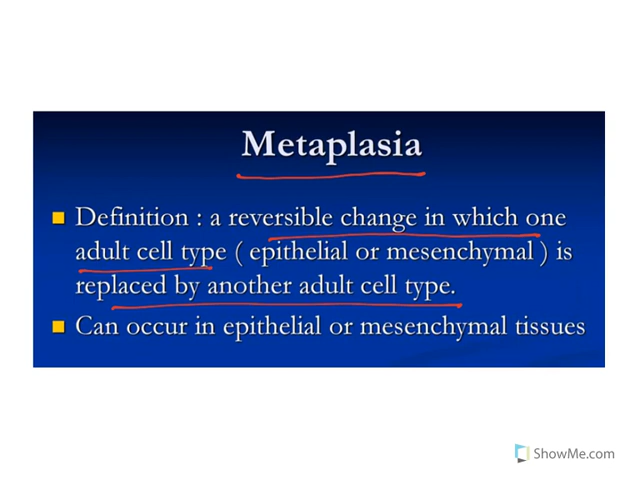 Metaplasia
■ Definition : a reversible change in which one
adult cell type ( epithelial or mesenchymal ) is
replaced by another adult cell type.
■ Can occur in epithelial or mesenchymal tissues
ShowMe.com